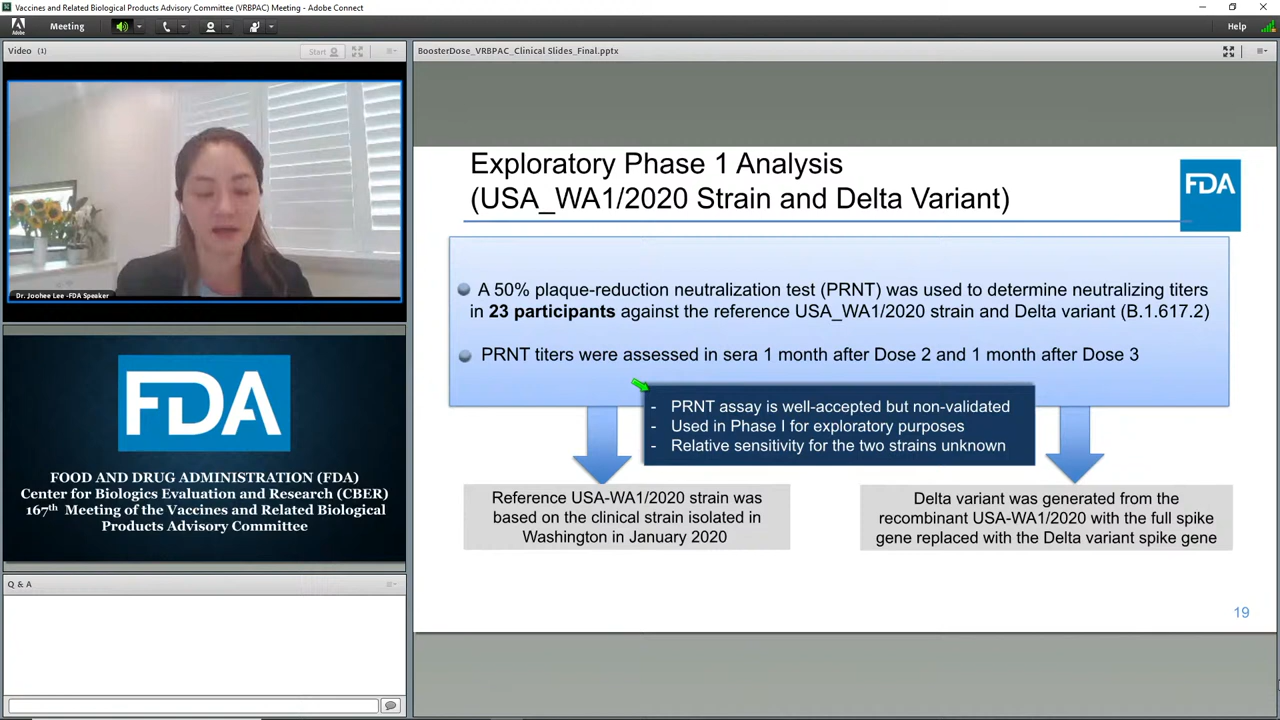 Vaccines and Related Biological Products Advisory Committee (VRBPAC) Meeting - Adobe Connect
Adobe
Meeting
Help
Video (1)
Start
Dr. Joohee Lee -FDA Speaker
FDA
FOOD AND DRUG ADMINISTRATION (FDA)
Center for Biologics Evaluation and Research (CBER)
167th Meeting of the Vaccines and Related Biological
Products Advisory Committee
Q & A
BoosterDose_VRBPAC_Clinical Slides_Final.pptx
Exploratory Phase 1 Analysis
(USA_WA1/2020 Strain and Delta Variant)
FDA
A 50% plaque-reduction neutralization test (PRNT) was used to determine neutralizing titers
in 23 participants against the reference USA_WA1/2020 strain and Delta variant (B.1.617.2)
PRNT titers were assessed in sera 1 month after Dose 2 and 1 month after Dose 3
- PRNT assay is well-accepted but non-validated
- Used in Phase I for exploratory purposes
- Relative sensitivity for the two strains unknown
Reference USA-WA1/2020 strain was
based on the clinical strain isolated in
Washington in January 2020
Delta variant was generated from the
recombinant USA-WA1/2020 with the full spike
gene replaced with the Delta variant spike gene
19